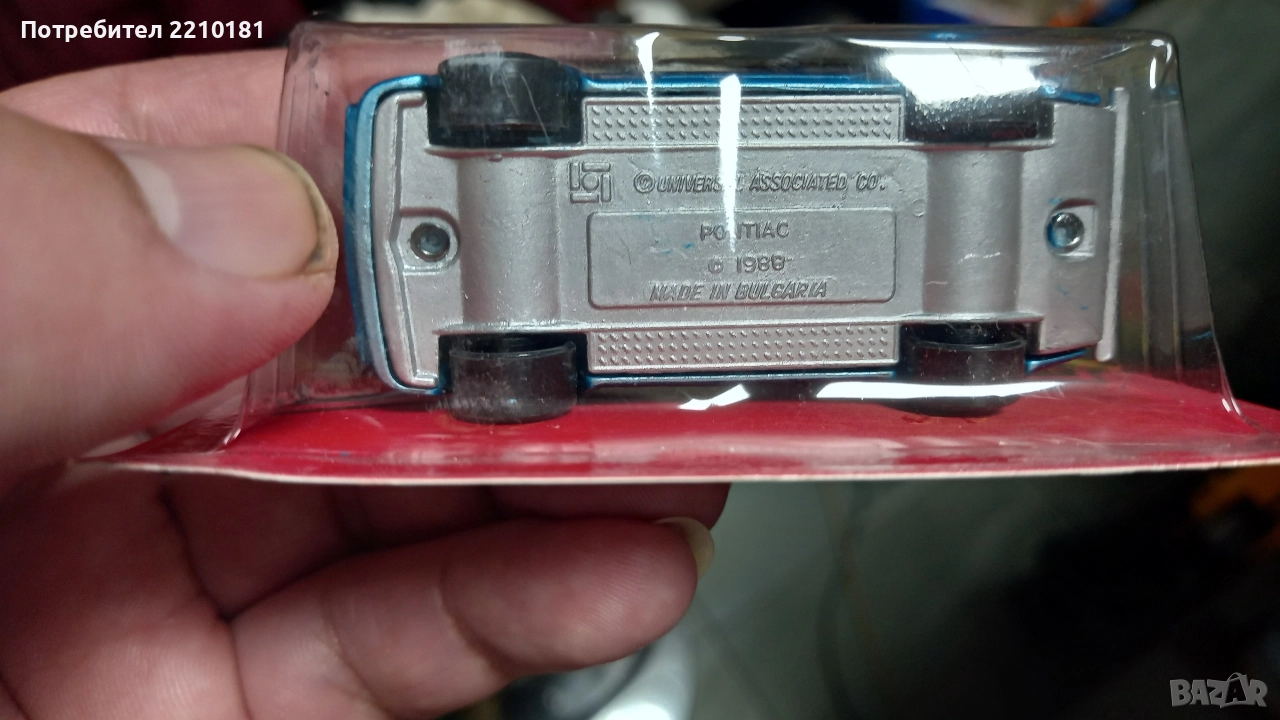 Потребител 2210181
© UNIVERSAL ASSOCIATED CO.
PONTIAC
© 1988
MADE IN BULGARIA
BAZAR